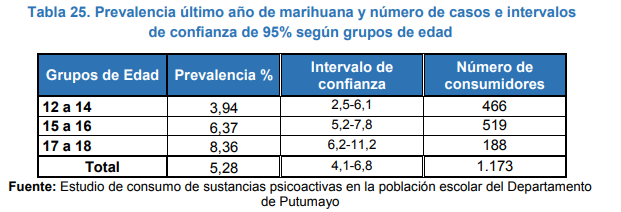 Tabla 25. Prevalencia último año de marihuana y número de casos e intervalos
de confianza de 95% según grupos de edad
Grupos de Edad Prevalencia % Intervalo de confianza Número de consumidores
12 a 14 3,94 2,5-6,1 466
15 a 16 6,37 5,2-7,8 519
17 a 18 8,36 6,2-11,2 188
Total 5,28 4,1-6,8 1.173
Fuente: Estudio de consumo de sustancias psicoactivas en la población escolar del Departamento
de Putumayo